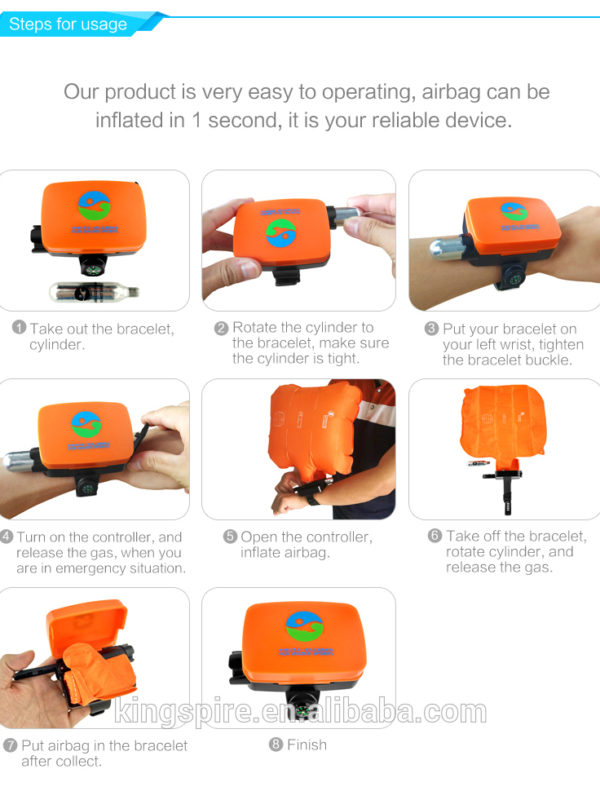 Steps for usage
Our product is very easy to operating, airbag can be
inflated in 1 second, it is your reliable device.
1 Take out the bracelet,
cylinder.
2 Rotate the cylinder to
the bracelet, make sure
the cylinder is tight.
3 Put your bracelet on
your left wrist, tighten
the bracelet buckle.
4 Turn on the controller, and
release the gas, when you
are in emergency situation.
5 Open the controller,
inflate airbag.
6 Take off the bracelet,
rotate cylinder, and
release the gas.
kingspire.en.alibaba.com
7 Put airbag in the bracelet
after collect.
8 Finish